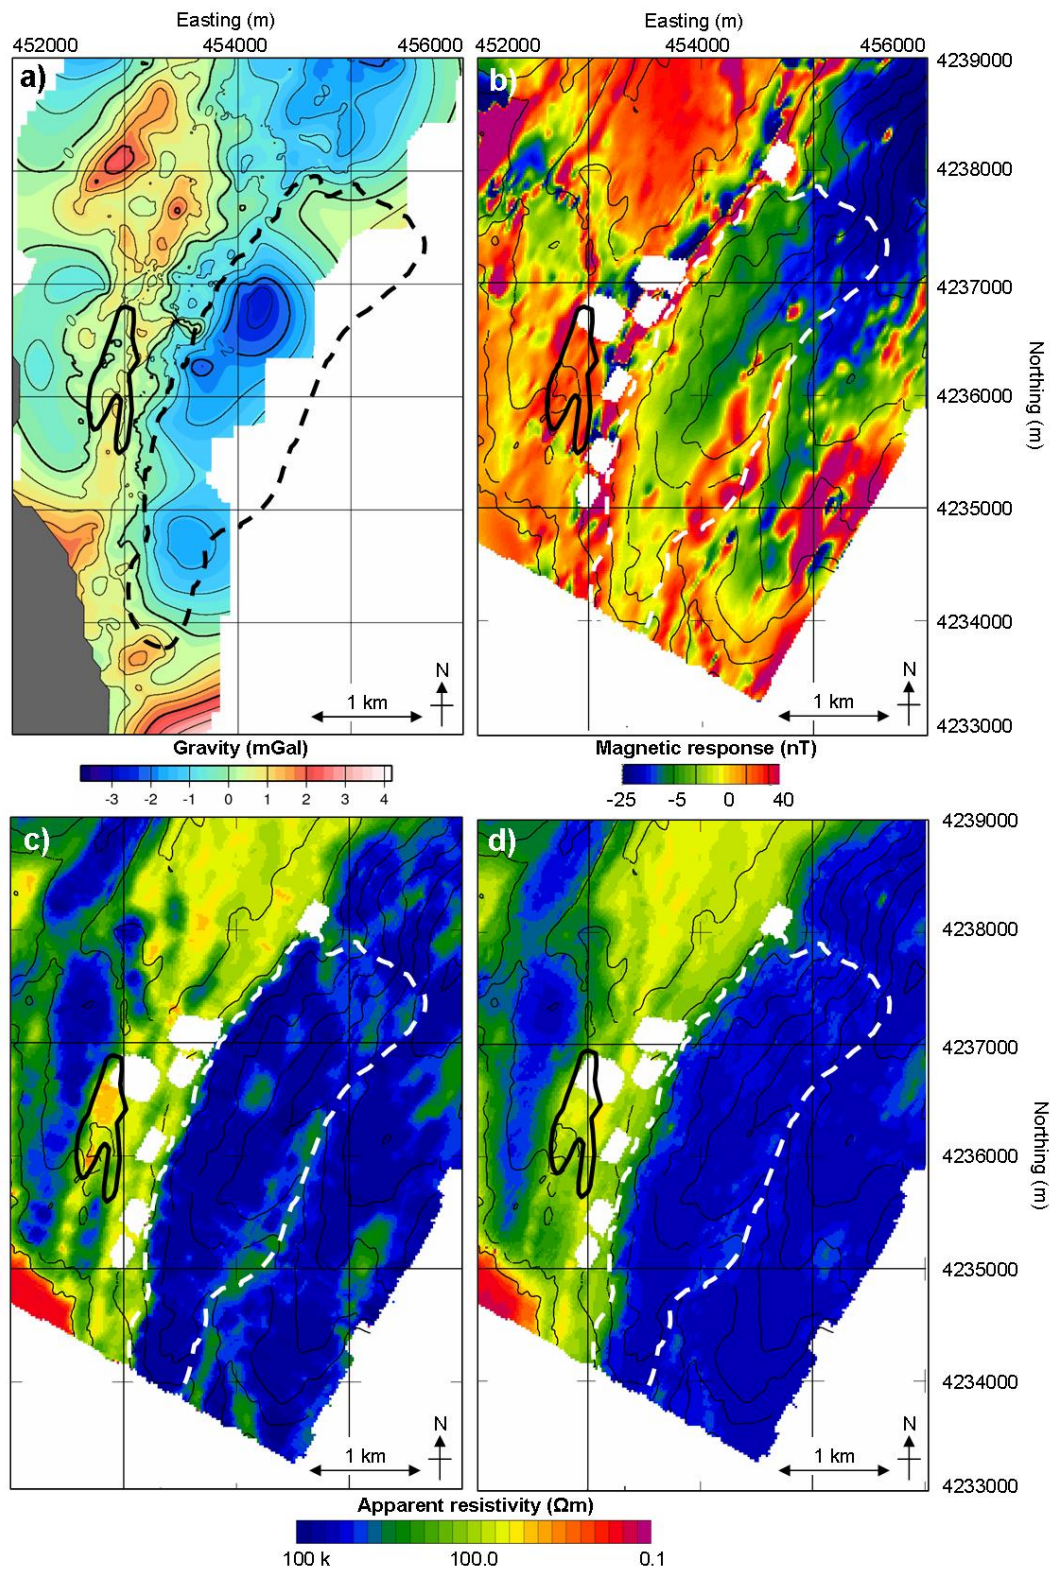 Easting (m)
Easting (m)
452000 454000 456000
452000 454000 456000
a)
b)
4239000
4238000
4237000
4236000
4235000
4234000
4233000
Northing (m)
N
1 km
N
1 km
Gravity (mGal)
-3 -2 -1 0 1 2 3 4
Magnetic response (nT)
-25 -5 0 40
c)
d)
4239000
4238000
4237000
4236000
4235000
4234000
4233000
Northing (m)
N
1 km
N
1 km
Apparent resistivity (Ωm)
100 k 100.0 0.1